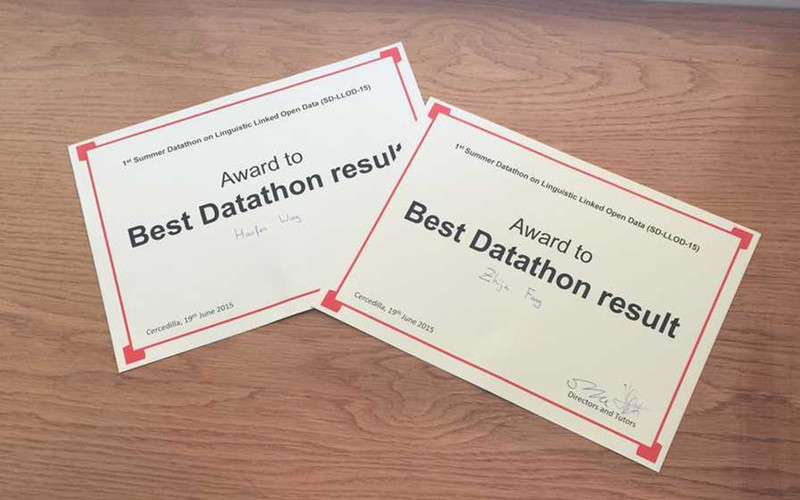 1st Summer Datathon on Linguistic Linked Open Data (SD-LLOD-15)
Award to
Best Datathon result
Wang
Cercedilla, 19th June 2015
1st Summer Datathon on Linguistic Linked Open Data (SD-LLOD-15)
Award to
Best Datathon result
Fang
Cercedilla, 19th June 2015
Directors and Tutors